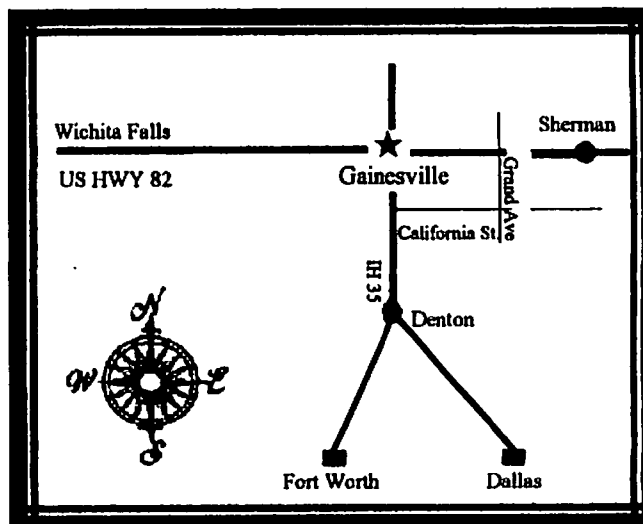 Wichita Falls
Sherman
US HWY 82
Gainesville
Grand Ave
California St.
IH 35
Denton
N
W
E
S
Fort Worth
Dallas